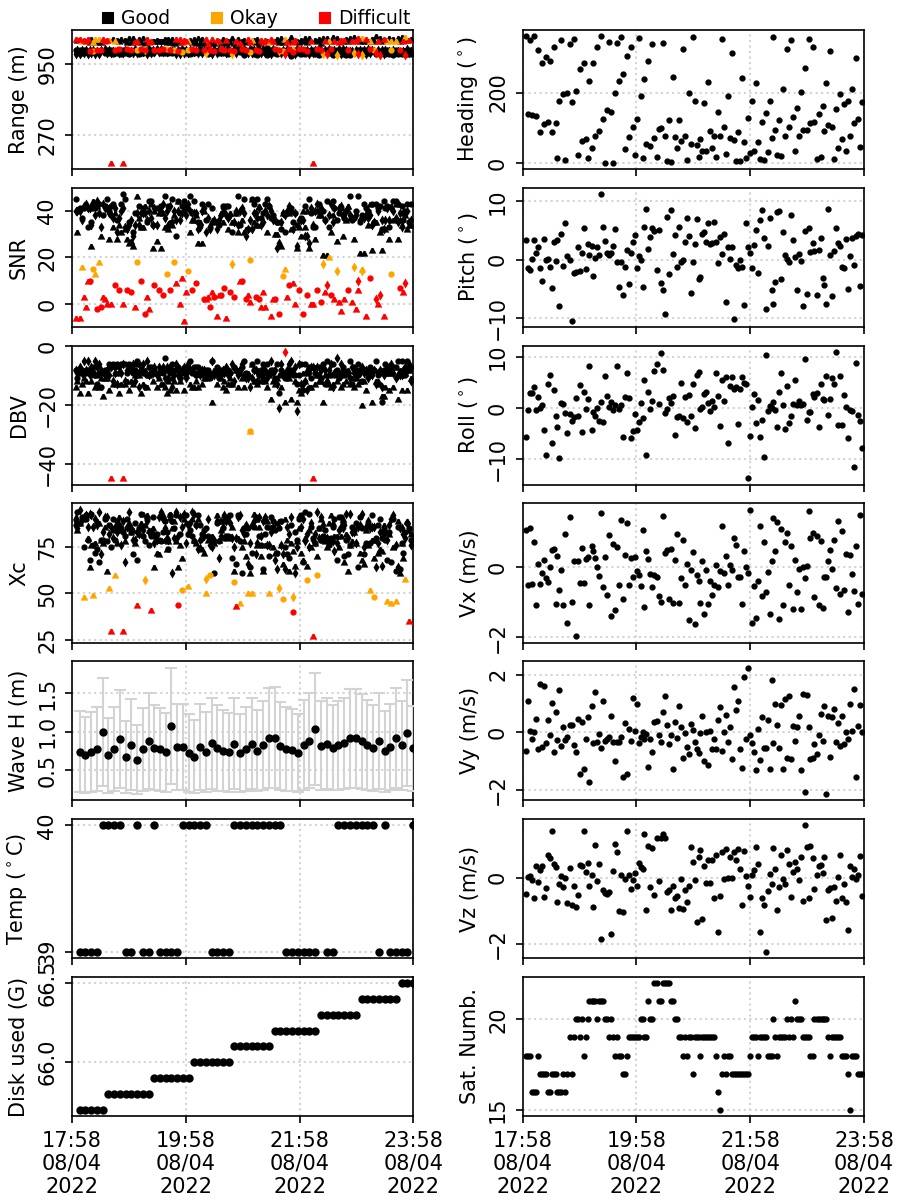 Good Okay Difficult
Range (m)
950
270
Heading (°)
200
0
SNR
40
20
0
Pitch (°)
10
0
−10
DBV
0
−20
−40
Roll (°)
10
0
−10
Xc
75
50
25
Vx (m/s)
0
−2
Wave H (m)
1.5
1.0
0.5
Vy (m/s)
2
0
−2
Temp (°C)
40
39
Vz (m/s)
0
−2
Disk used (G)
66.5
66.0
Sat. Numb.
20
15
17:58 19:58 21:58 23:58
08/04 08/04 08/04 08/04
2022 2022 2022 2022
17:58 19:58 21:58 23:58
08/04 08/04 08/04 08/04
2022 2022 2022 2022